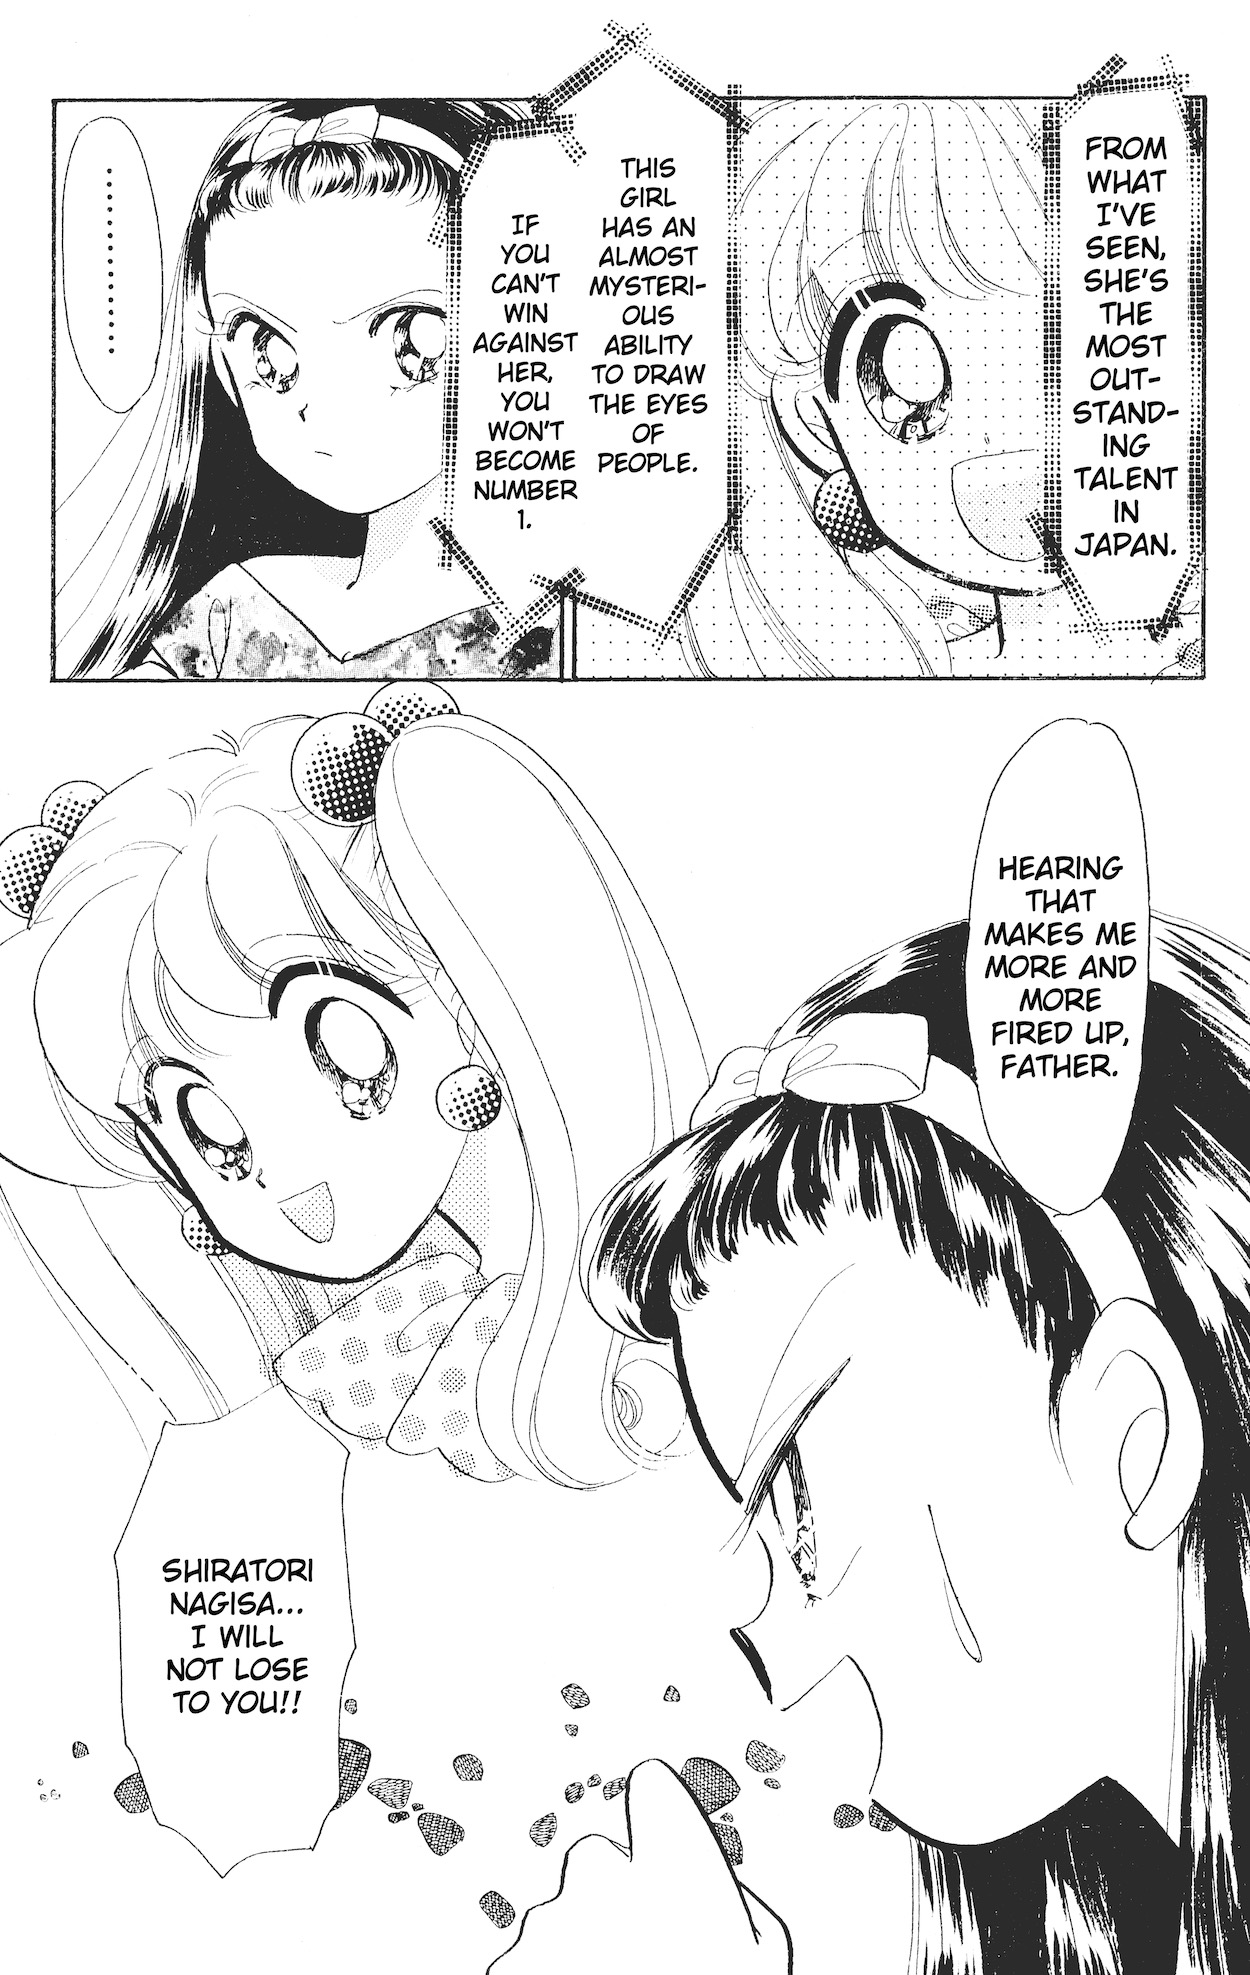 FROM
WHAT
I'VE
SEEN,
SHE'S
THE
MOST
OUT-
STAND-
ING
TALENT
IN
JAPAN.
THIS
GIRL
HAS AN
ALMOST
MYSTERI-
OUS
ABILITY
TO DRAW
THE EYES
OF
PEOPLE.
IF
YOU
CAN'T
WIN
AGAINST
HER,
YOU
WON'T
BECOME
NUMBER
1.
..............
HEARING
THAT
MAKES ME
MORE AND
MORE
FIRED UP,
FATHER.
SHIRATORI
NAGISA...
I WILL
NOT LOSE
TO YOU!!